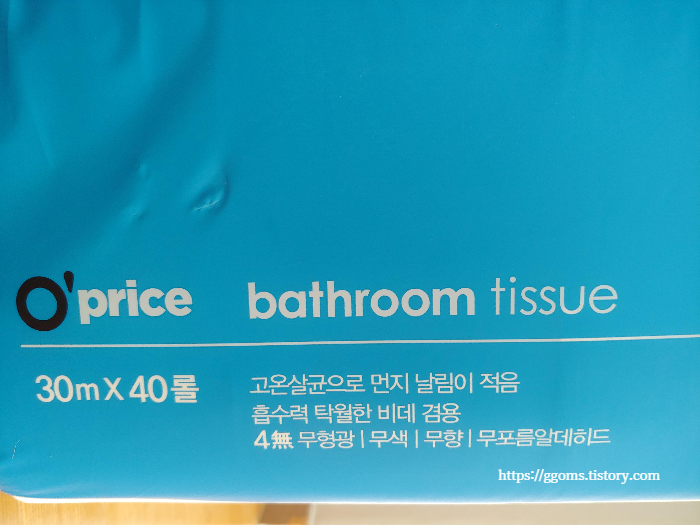 O'price bathroom tissue
30m X 40롤
고온살균으로 먼지 날림이 적음
흡수력 탁월한 비데 겸용
4無 무형광 | 무색 | 무향 | 무포름알데히드
https://ggoms.tistory.com